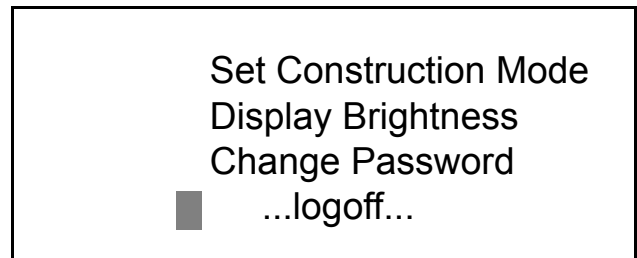 Set Construction Mode
Display Brightness
Change Password
...logoff...